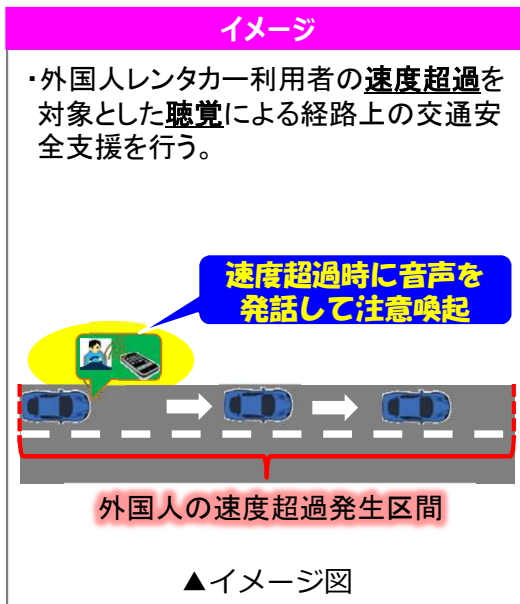 イメージ
・外国人レンタカー利用者の速度超過を
対象とした聴覚による経路上の交通安
全支援を行う。
速度超過時に音声を
発話して注意喚起
外国人の速度超過発生区間
▲イメージ図